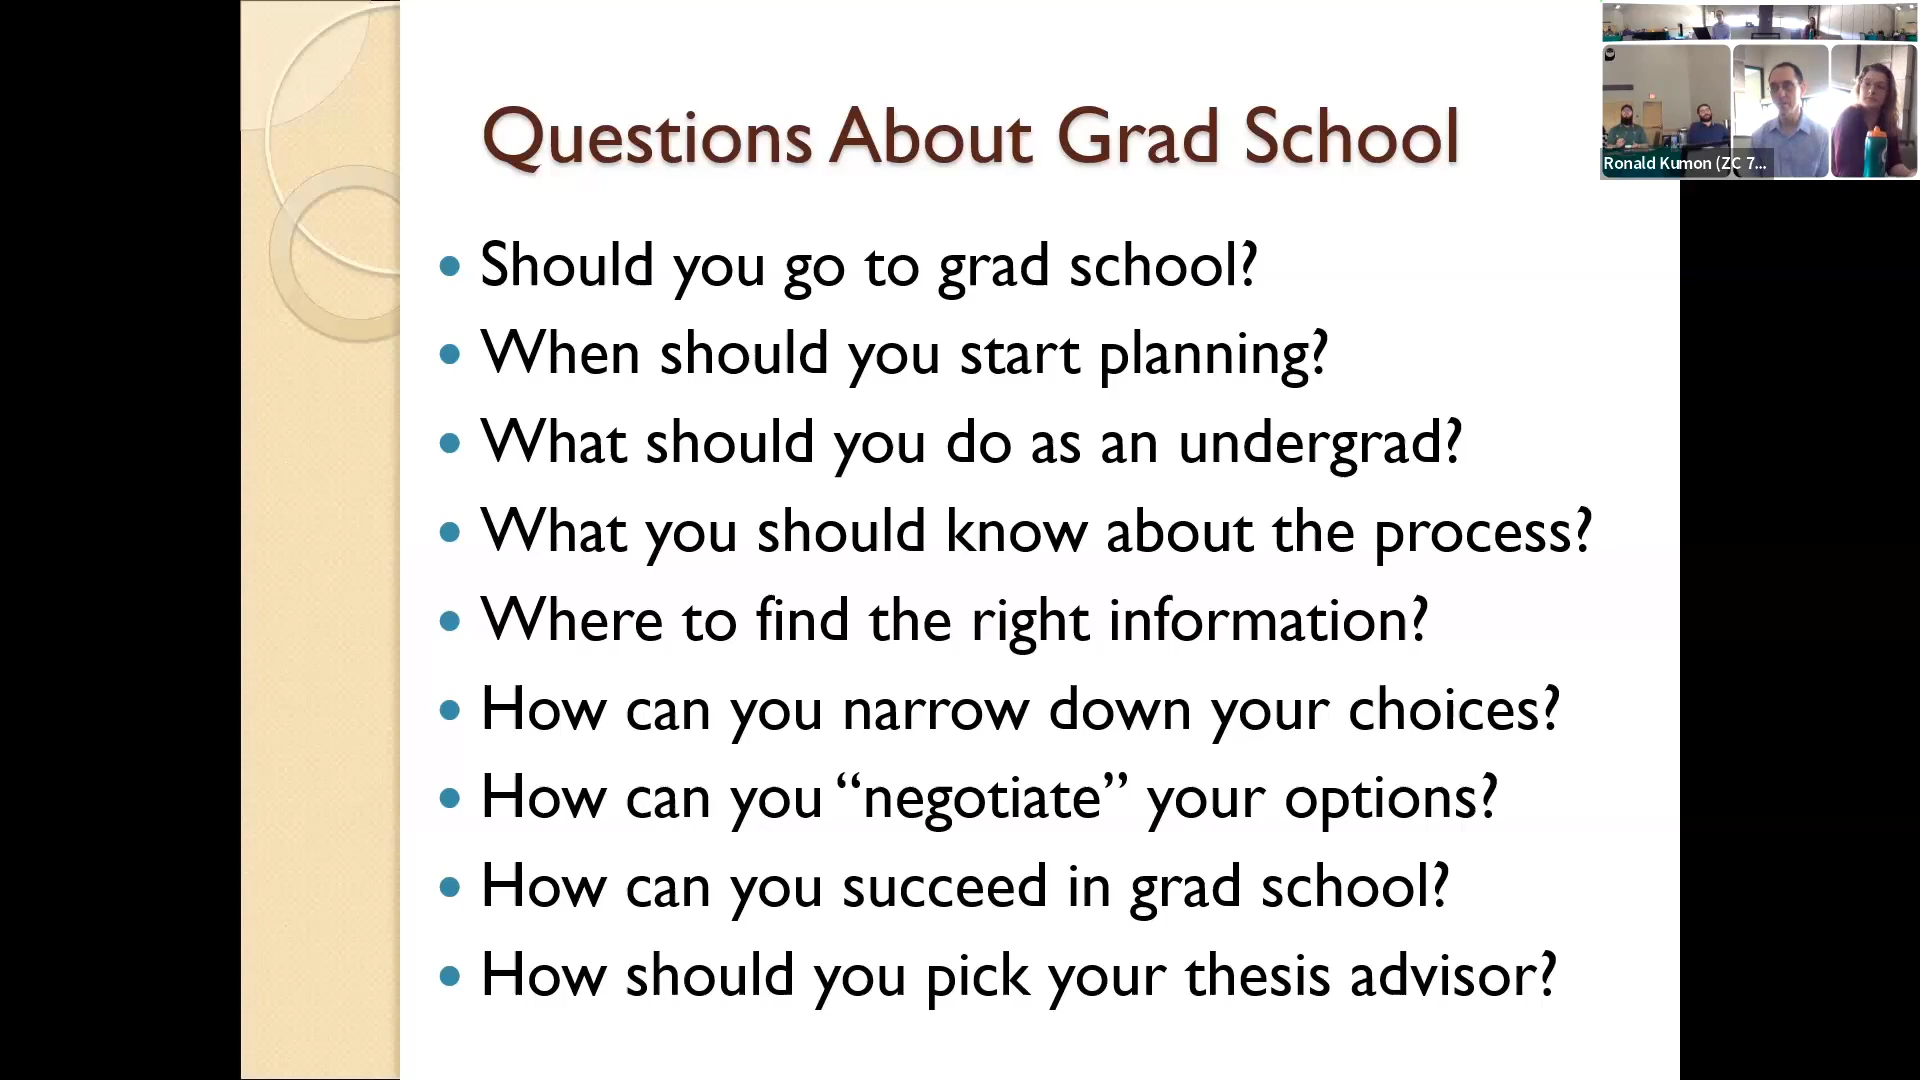 Questions About Grad School
• Should you go to grad school?
• When should you start planning?
• What should you do as an undergrad?
• What you should know about the process?
• Where to find the right information?
• How can you narrow down your choices?
• How can you “negotiate” your options?
• How can you succeed in grad school?
• How should you pick your thesis advisor?
Ronald Kumon (ZC 7...